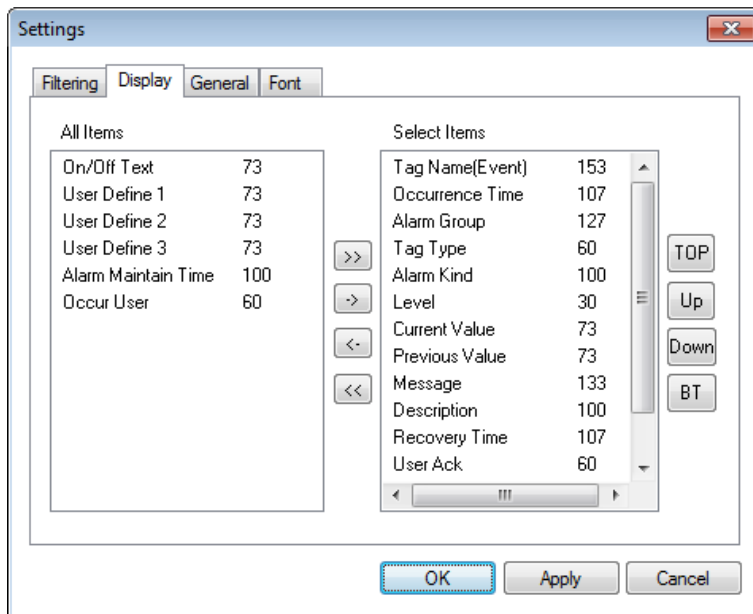 Settings
Filtering Display General Font
All Items
On/Off Text 73
User Define 1 73
User Define 2 73
User Define 3 73
Alarm Maintain Time 100
Occur User 60
>>
->
<-
<<
Select Items
Tag Name(Event) 153
Occurrence Time 107
Alarm Group 127
Tag Type 60
Alarm Kind 100
Level 30
Current Value 73
Previous Value 73
Message 133
Description 100
Recovery Time 107
User Ack 60
TOP
Up
Down
BT
OK Apply Cancel